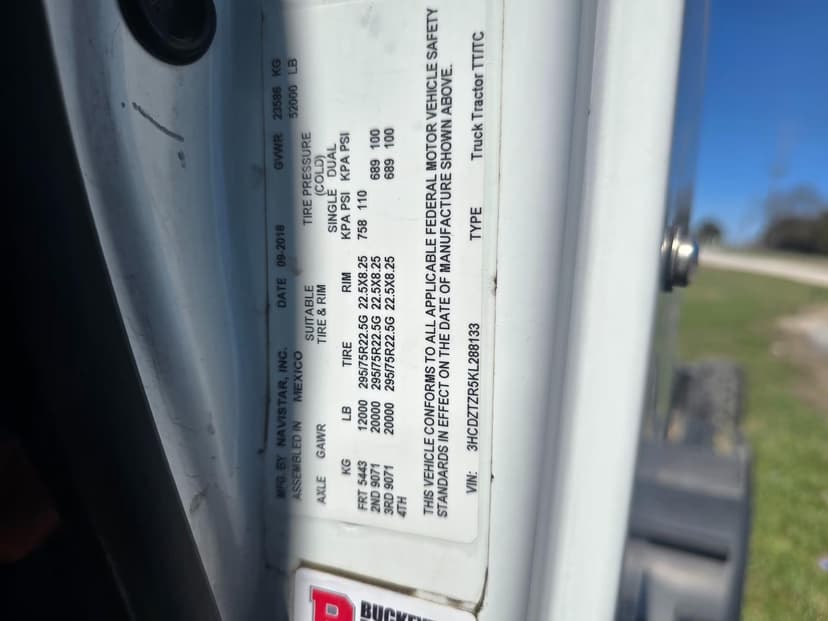 MFG. BY NAVISTAR, INC. DATE 09-2018 GVWR 23586 KG
ASSEMBLED IN MEXICO 52000 LB
SUITABLE TIRE PRESSURE
AXLE GAWR TIRE & RIM (COLD)
SINGLE DUAL
KG LB TIRE RIM KPA PSI KPA PSI
FRT 5443 12000 295/75R22.5G 22.5X8.25 758 110
2ND 9071 20000 295/75R22.5G 22.5X8.25 689 100
3RD 9071 20000 295/75R22.5G 22.5X8.25 689 100
4TH
THIS VEHICLE CONFORMS TO ALL APPLICABLE FEDERAL MOTOR VEHICLE SAFETY
STANDARDS IN EFFECT ON THE DATE OF MANUFACTURE SHOWN ABOVE.
VIN: 3HCDZTZR5KL288133 TYPE Truck Tractor TT/TC